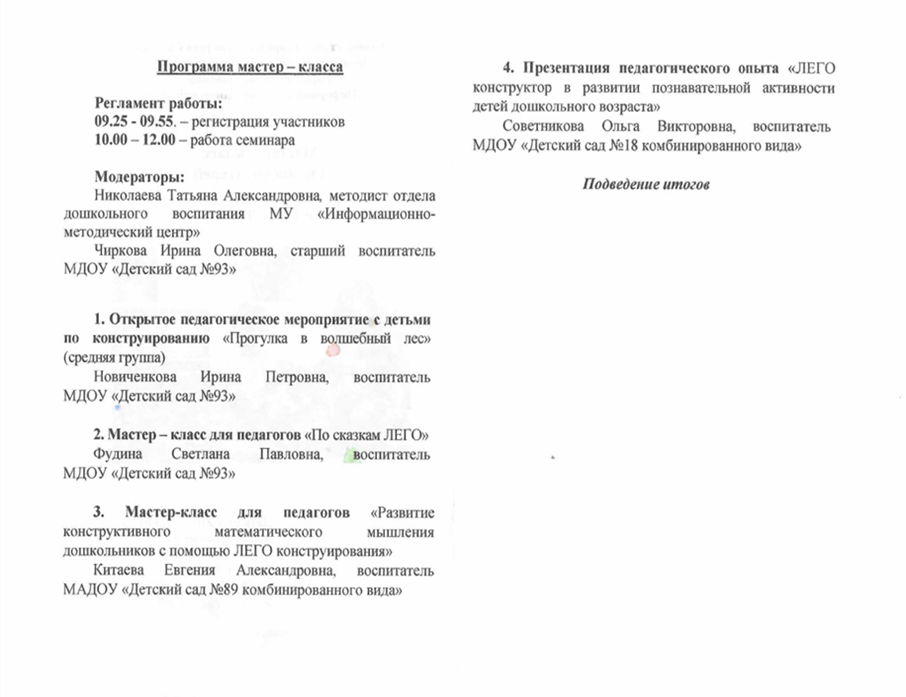 Программа мастер – класса
Регламент работы:
09.25 - 09.55. – регистрация участников
10.00 – 12.00 – работа семинара
Модераторы:
Николаева Татьяна Александровна, методист отдела
дошкольного воспитания МУ «Информационно-
методический центр»
Чиркова Ирина Олеговна, старший воспитатель
МДОУ «Детский сад №93»
1. Открытое педагогическое мероприятие с детьми
по конструированию «Прогулка в волшебный лес»
(средняя группа)
Новиченкова Ирина Петровна, воспитатель
МДОУ «Детский сад №93»
2. Мастер – класс для педагогов «По сказкам ЛЕГО»
Фудина Светлана Павловна, воспитатель
МДОУ «Детский сад №93»
3. Мастер-класс для педагогов «Развитие
конструктивного математического мышления
дошкольников с помощью ЛЕГО конструирования»
Китаева Евгения Александровна, воспитатель
МАДОУ «Детский сад №89 комбинированного вида»
4. Презентация педагогического опыта «ЛЕГО
конструктор в развитии познавательной активности
детей дошкольного возраста»
Советникова Ольга Викторовна, воспитатель
МДОУ «Детский сад №18 комбинированного вида»
Подведение итогов